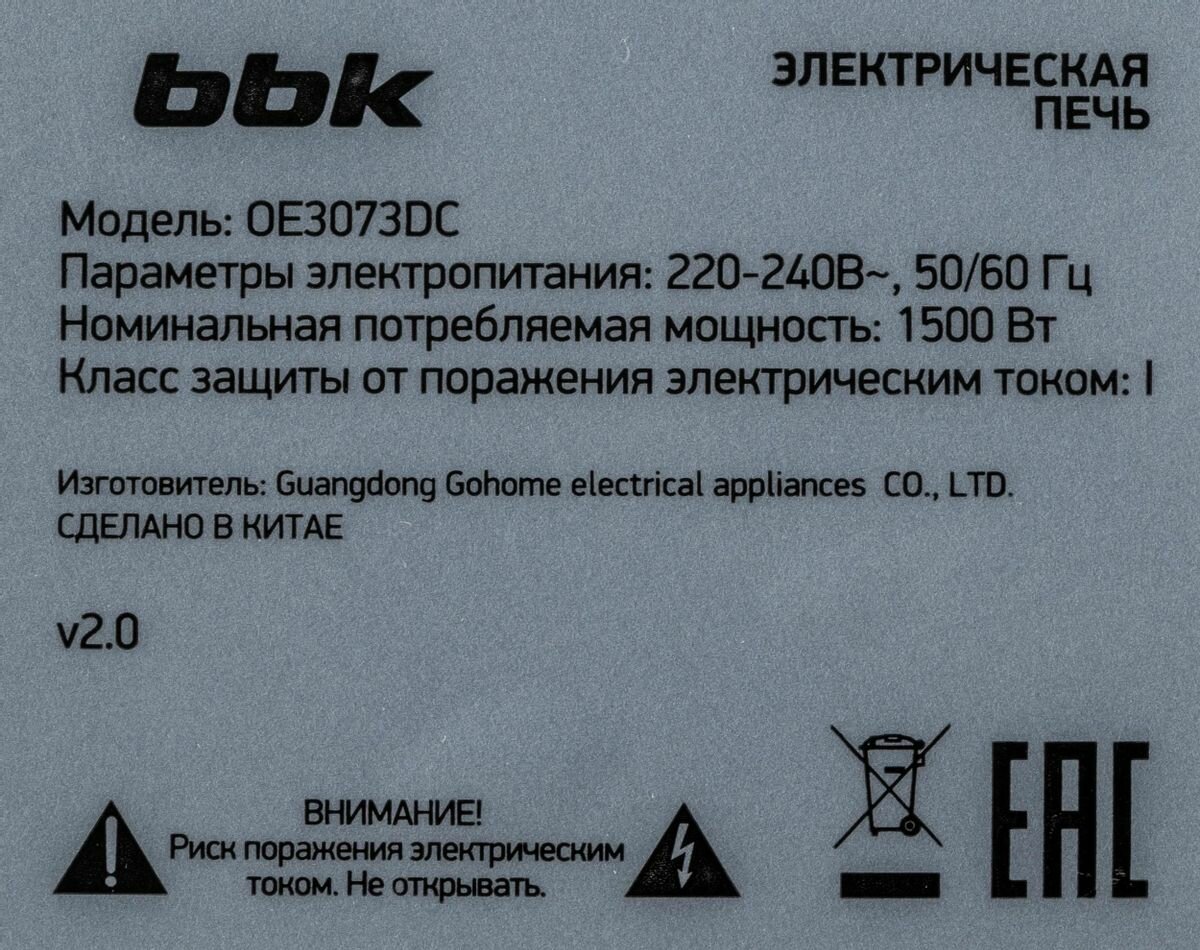 bbk
ЭЛЕКТРИЧЕСКАЯ
ПЕЧЬ
Модель: OE3073DC
Параметры электропитания: 220-240В~, 50/60 Гц
Номинальная потребляемая мощность: 1500 Вт
Класс защиты от поражения электрическим током: I
Изготовитель: Guangdong Gohome electrical appliances CO., LTD.
СДЕЛАНО В КИТАЕ
v2.0
ВНИМАНИЕ!
Риск поражения электрическим
током. Не открывать.
EAC